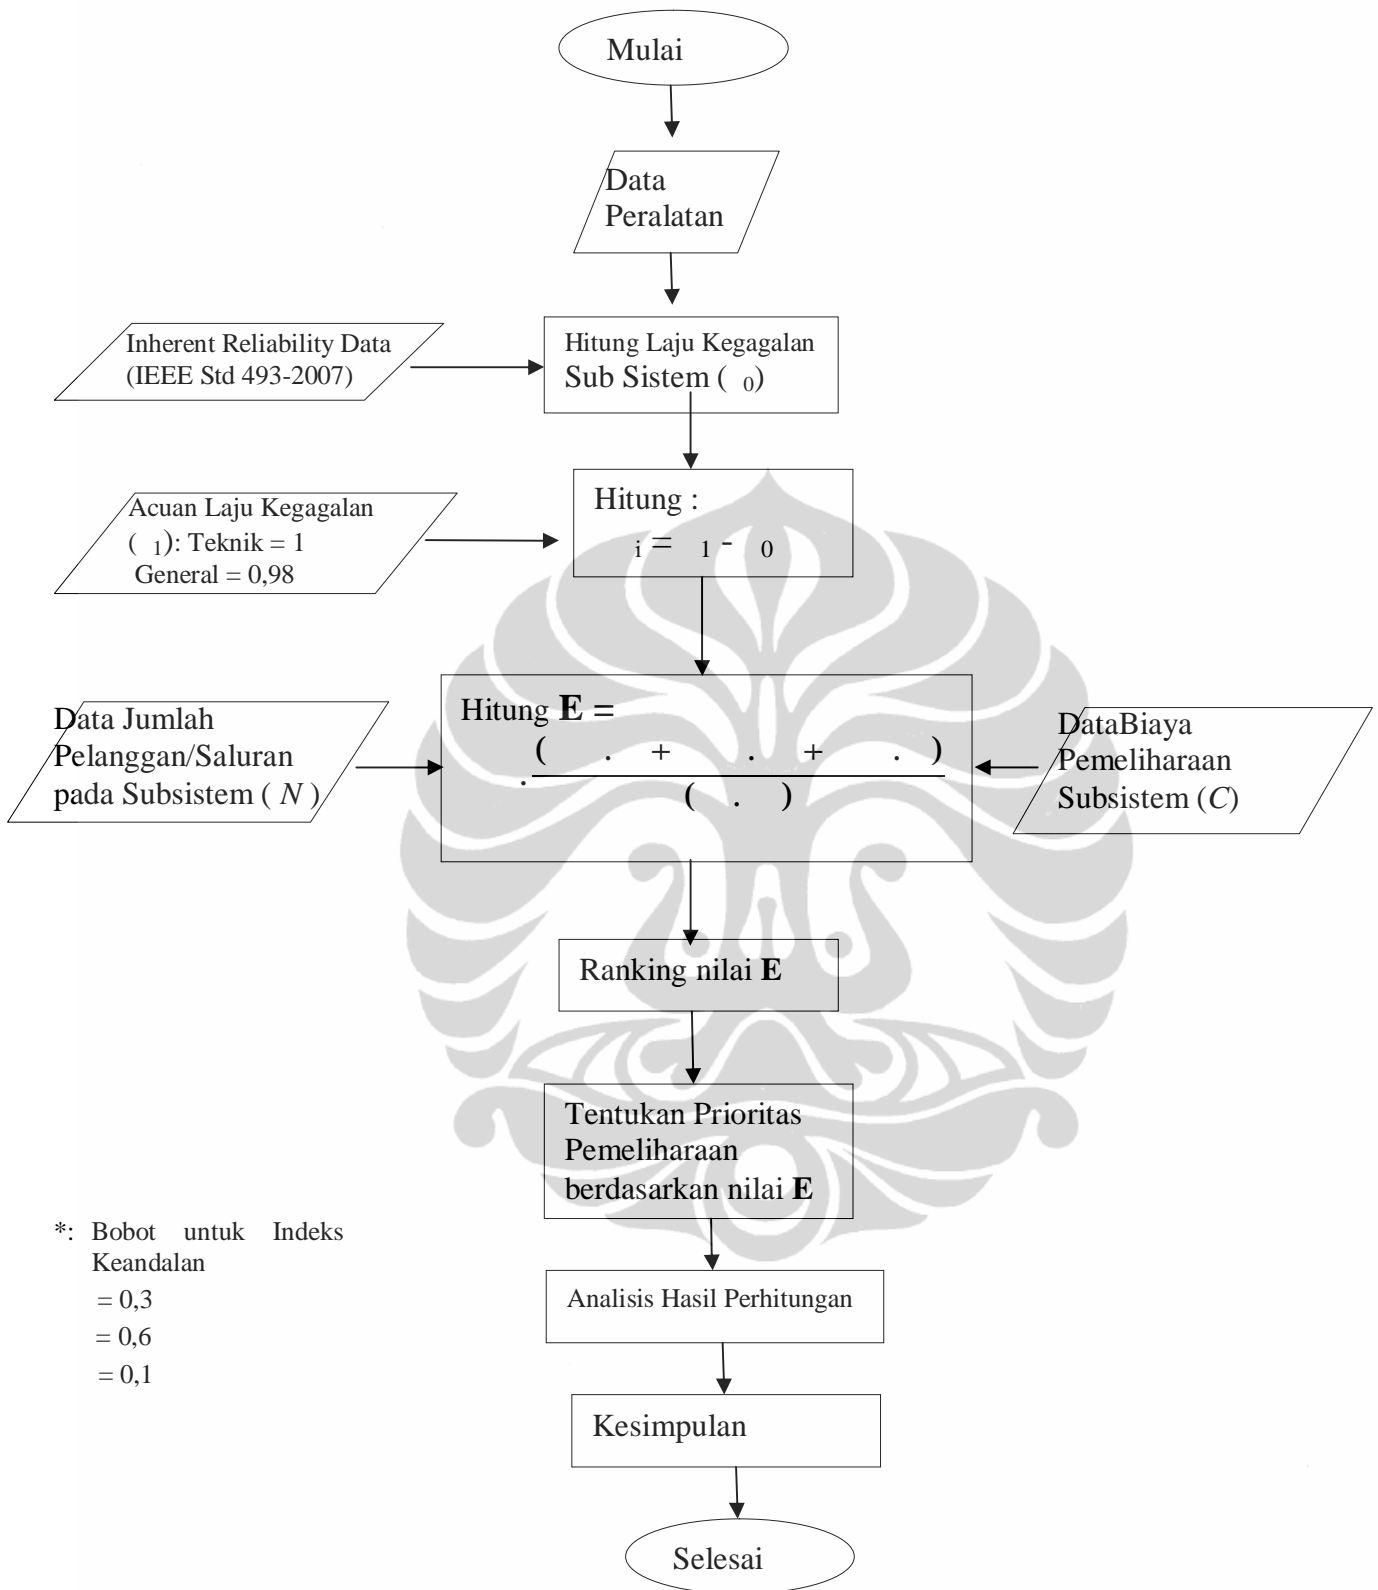 Mulai
Data
Peralatan
Inherent Reliability Data
(IEEE Std 493-2007)
Hitung Laju Kegagalan
Sub Sistem ( 0)
Acuan Laju Kegagalan
( 1): Teknik = 1
General = 0,98
Hitung :
i = 1 - 0
Data Jumlah
Pelanggan/Saluran
pada Subsistem ( N )
Hitung E =
( . + . + . )
.
( . )
DataBiaya
Pemeliharaan
Subsistem (C)
Ranking nilai E
Tentukan Prioritas
Pemeliharaan
berdasarkan nilai E
*: Bobot untuk Indeks
Keandalan
= 0,3
= 0,6
= 0,1
Analisis Hasil Perhitungan
Kesimpulan
Selesai